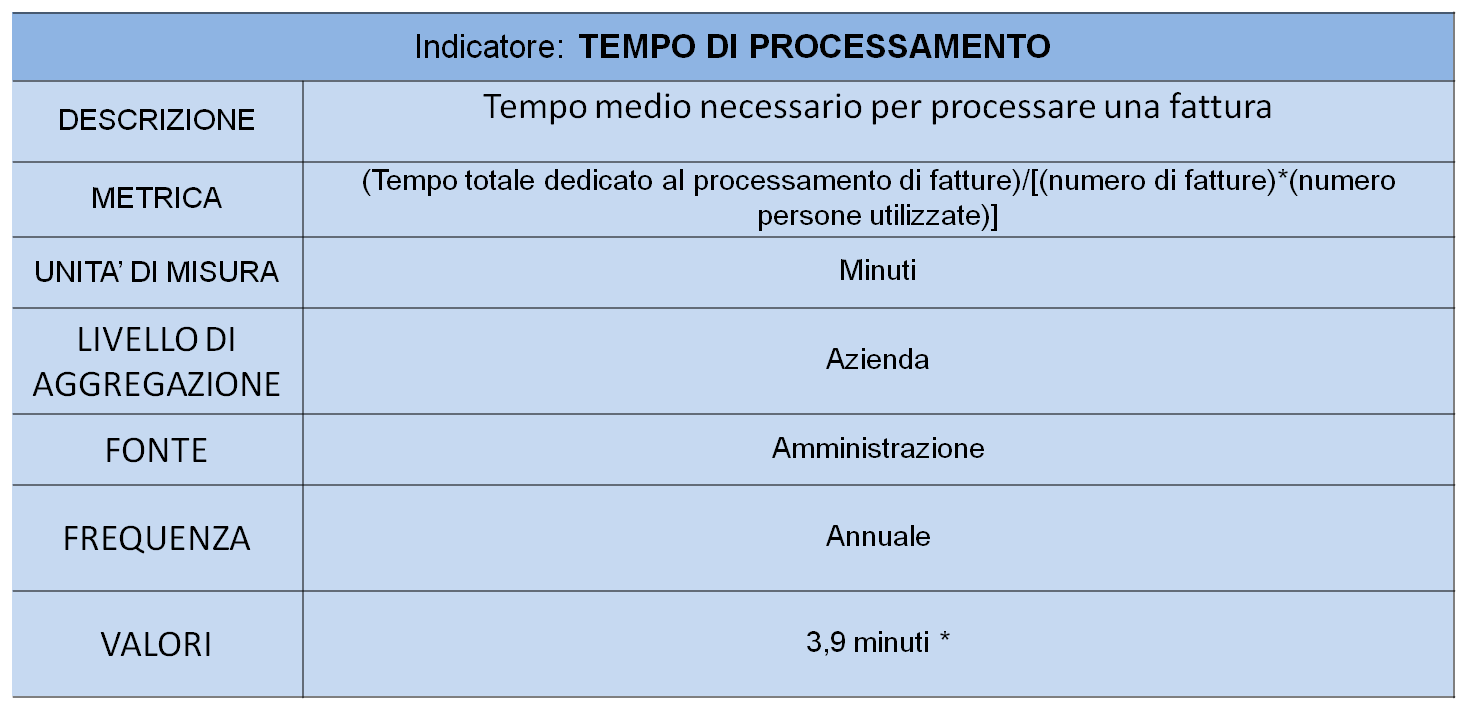 Indicatore: TEMPO DI PROCESSAMENTO
DESCRIZIONE
Tempo medio necessario per processare una fattura
METRICA
(Tempo totale dedicato al processamento di fatture)/[(numero di fatture)*(numero
persone utilizzate)]
UNITA’ DI MISURA
Minuti
LIVELLO DI
AGGREGAZIONE
Azienda
FONTE
Amministrazione
FREQUENZA
Annuale
VALORI
3,9 minuti *